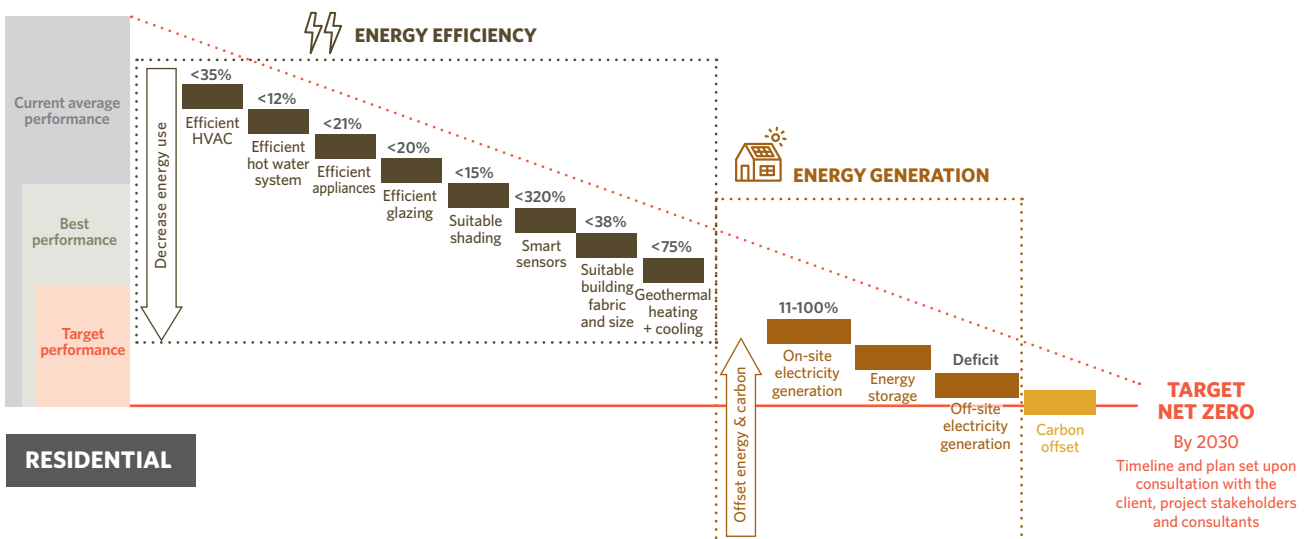 ENERGY EFFICIENCY
Current average
performance
Best
performance
Target
performance
RESIDENTIAL
Decrease energy use
<35%
Efficient
HVAC
<12%
Efficient
hot water
system
<21%
Efficient
appliances
<20%
Efficient
glazing
<15%
Suitable
shading
<320%
Smart
sensors
<38%
Suitable
building
fabric
and size
<75%
Geothermal
heating
+ cooling
ENERGY GENERATION
Offset energy & carbon
11-100%
On-site
electricity
generation
Energy
storage
Deficit
Off-site
electricity
generation
Carbon
offset
TARGET
NET ZERO
By 2030
Timeline and plan set upon
consultation with the
client, project stakeholders
and consultants